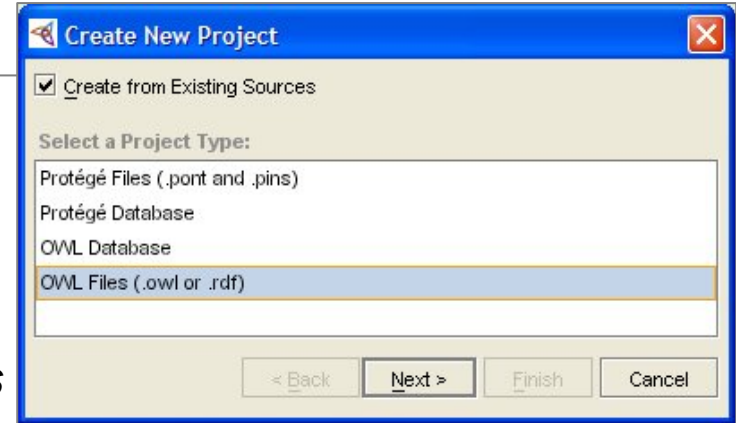 Create New Project
Create from Existing Sources
Select a Project Type:
Protégé Files (.pont and .pins)
Protégé Database
OWL Database
OWL Files (.owl or .rdf)
s
< Back Next > Finish Cancel